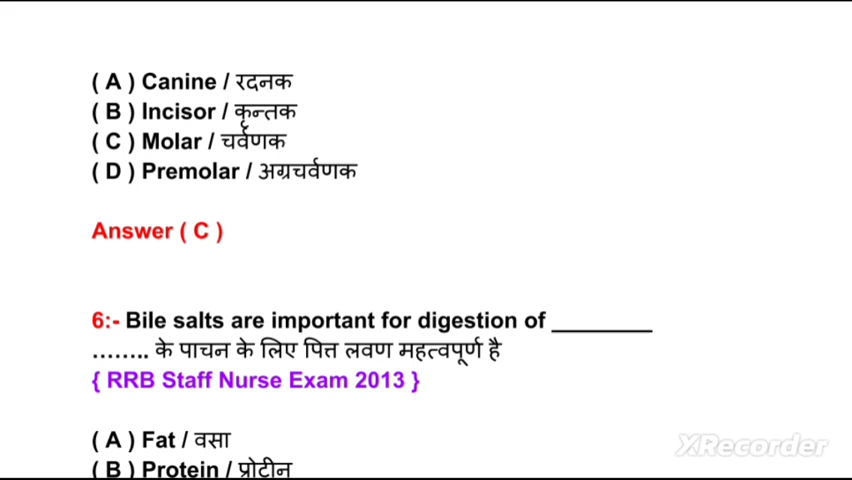 ( A ) Canine / रदनक
( B ) Incisor / कृन्तक
( C ) Molar / चर्वणक
( D ) Premolar / अग्रचर्वणक
Answer ( C )
6:- Bile salts are important for digestion of ________
…….. के पाचन के लिए पित्त लवण महत्वपूर्ण है
{ RRB Staff Nurse Exam 2013 }
( A ) Fat / वसा
( B ) Protein / प्रोटीन
XRecorder